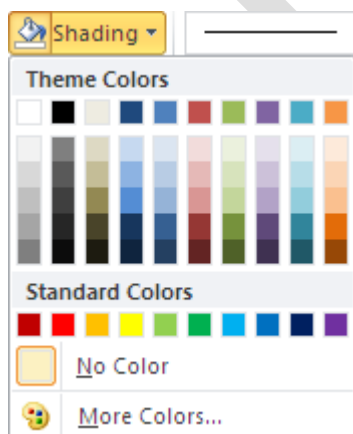 Shading
Theme Colors
Standard Colors
No Color
More Colors...